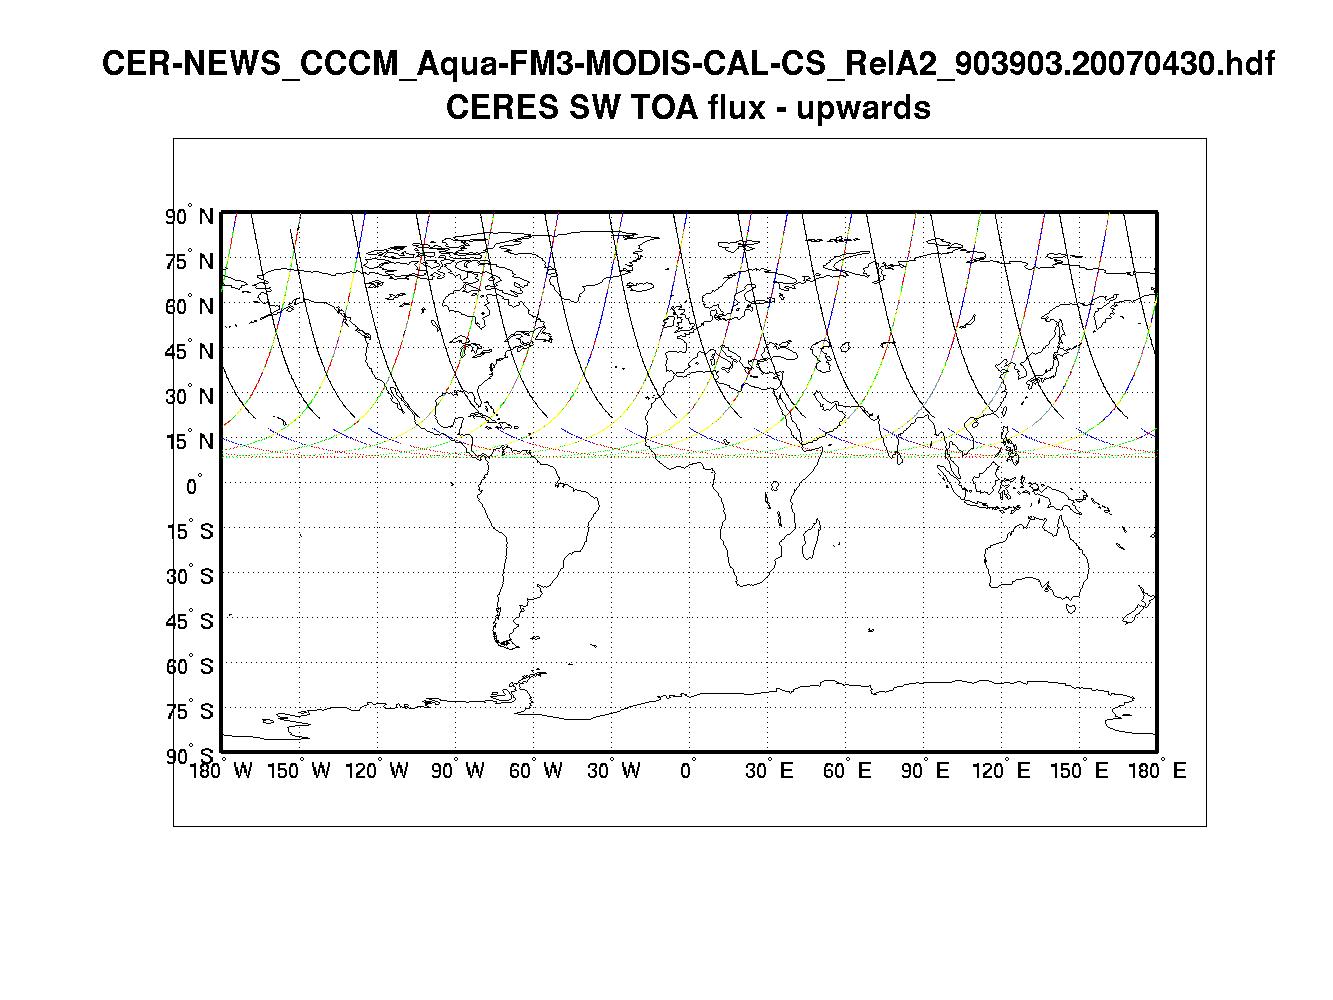 CER-NEWS_CCCM_Aqua-FM3-MODIS-CAL-CS_RelA2_903903.20070430.hdf
CERES SW TOA flux - upwards
90° N
75° N
60° N
45° N
30° N
15° N
0°
15° S
30° S
45° S
60° S
75° S
90° S
180° W 150° W 120° W 90° W 60° W 30° W 0° 30° E 60° E 90° E 120° E 150° E 180° E